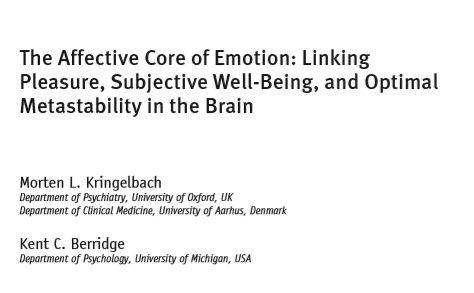 The Affective Core of Emotion: Linking
Pleasure, Subjective Well-Being, and Optimal
Metastability in the Brain
Morten L. Kringelbach
Department of Psychiatry, University of Oxford, UK
Department of Clinical Medicine, University of Aarhus, Denmark
Kent C. Berridge
Department of Psychology, University of Michigan, USA